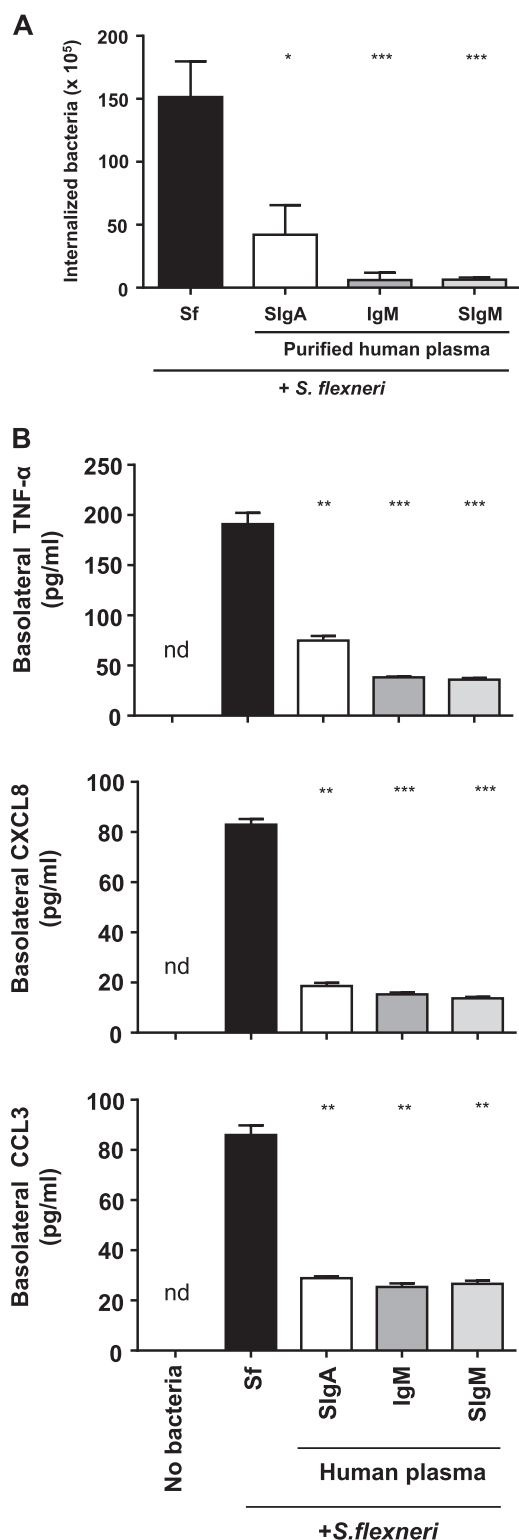 A
Internalized bacteria (x 10⁵)
200
150
100
50
0
* *** ***
Sf SIgA IgM SIgM
Purified human plasma
+ S. flexneri
B
Basolateral TNF-α
(pg/ml)
250
200
150
100
50
0
nd
** *** ***
Basolateral CXCL8
(pg/ml)
100
80
60
40
20
0
nd
** *** ***
Basolateral CCL3
(pg/ml)
100
80
60
40
20
0
nd
** ** **
No bacteria Sf SIgA IgM SIgM
Human plasma
+S.flexneri